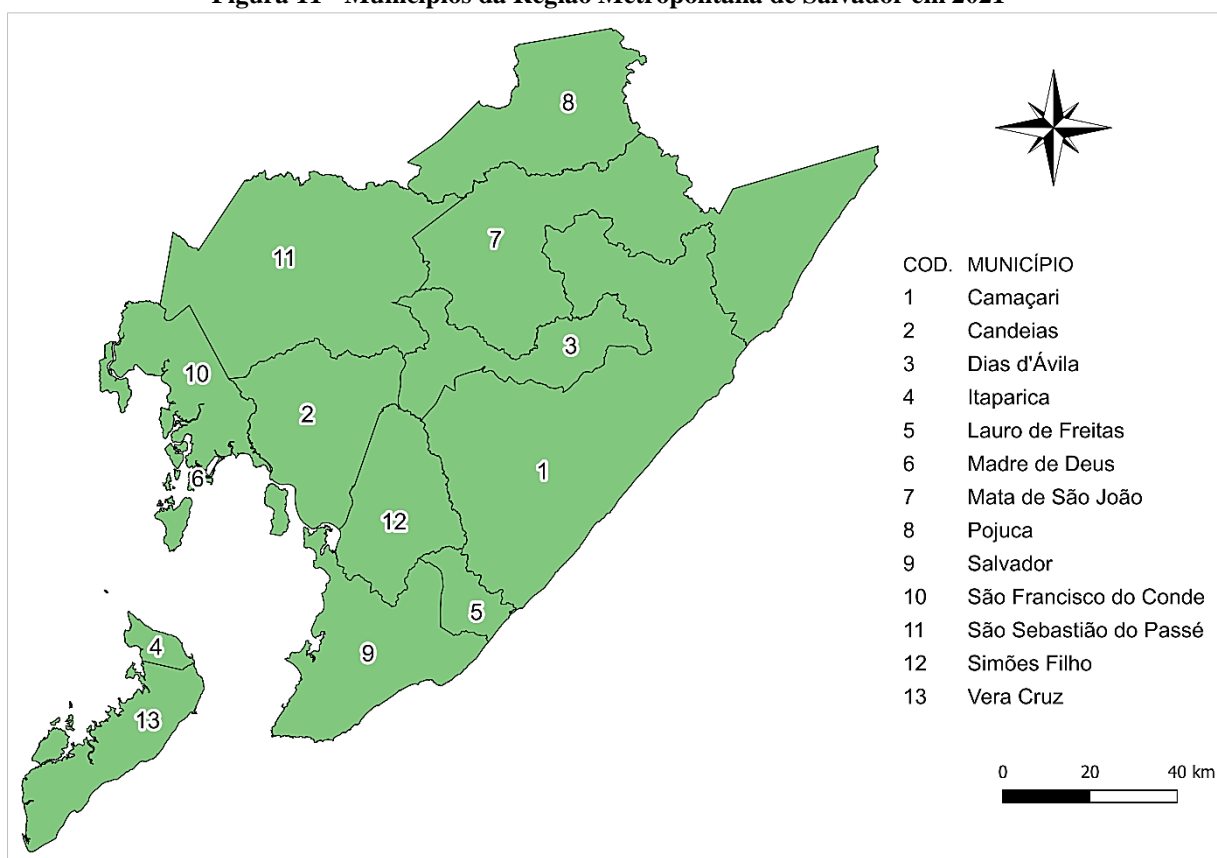 Figura 11 - Municípios da Região Metropolitana de Salvador em 2021
8
7
11
3
10
2
1
6
12
5
9
4
13
COD. MUNICÍPIO
1 Camaçari
2 Candeias
3 Dias d'Ávila
4 Itaparica
5 Lauro de Freitas
6 Madre de Deus
7 Mata de São João
8 Pojuca
9 Salvador
10 São Francisco do Conde
11 São Sebastião do Passé
12 Simões Filho
13 Vera Cruz
0 20 40 km